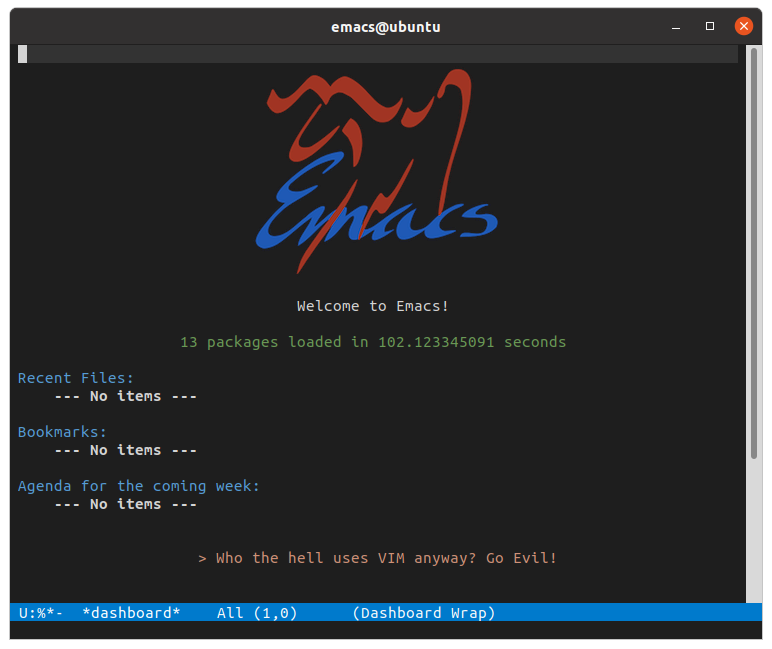 emacs@ubuntu
Emacs
Welcome to Emacs!
13 packages loaded in 102.123345091 seconds
Recent Files:
--- No items ---
Bookmarks:
--- No items ---
Agenda for the coming week:
--- No items ---
> Who the hell uses VIM anyway? Go Evil!
U:%*-  *dashboard*    All (1,0)      (Dashboard Wrap)